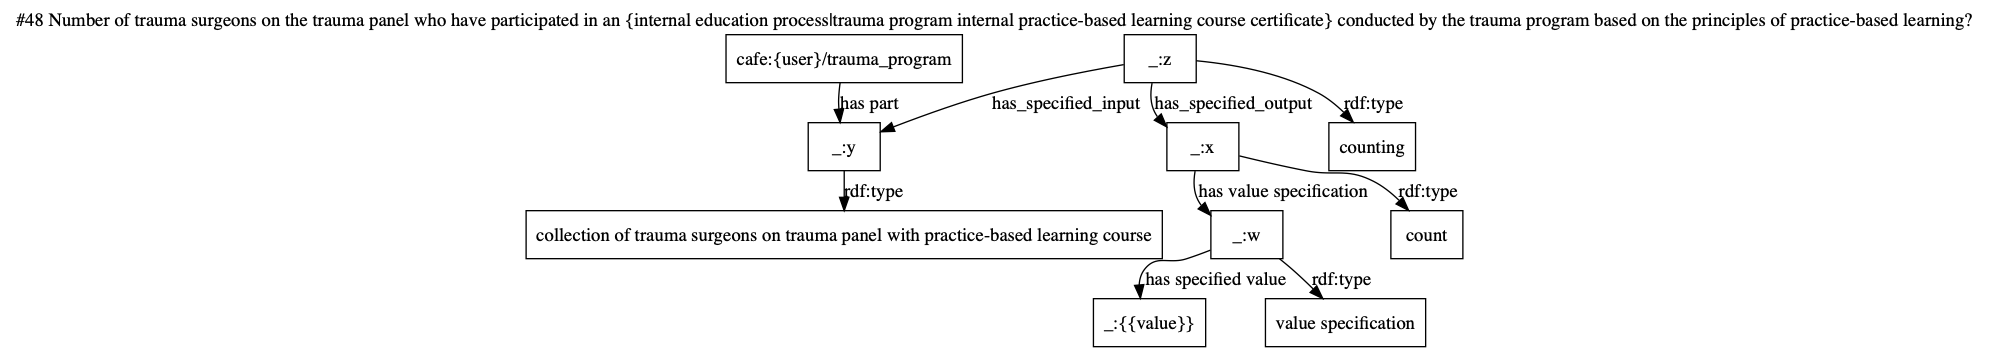 #48 Number of trauma surgeons on the trauma panel who have participated in an {internal education process|trauma program internal practice-based learning course certificate} conducted by the trauma program based on the principles of practice-based learning?
cafe:{user}/trauma_program
_:z
has part
has_specified_input
has_specified_output
rdf:type
_:y
_:x
counting
rdf:type
has value specification
rdf:type
collection of trauma surgeons on trauma panel with practice-based learning course
_:w
count
has specified value
rdf:type
_:{{value}}
value specification